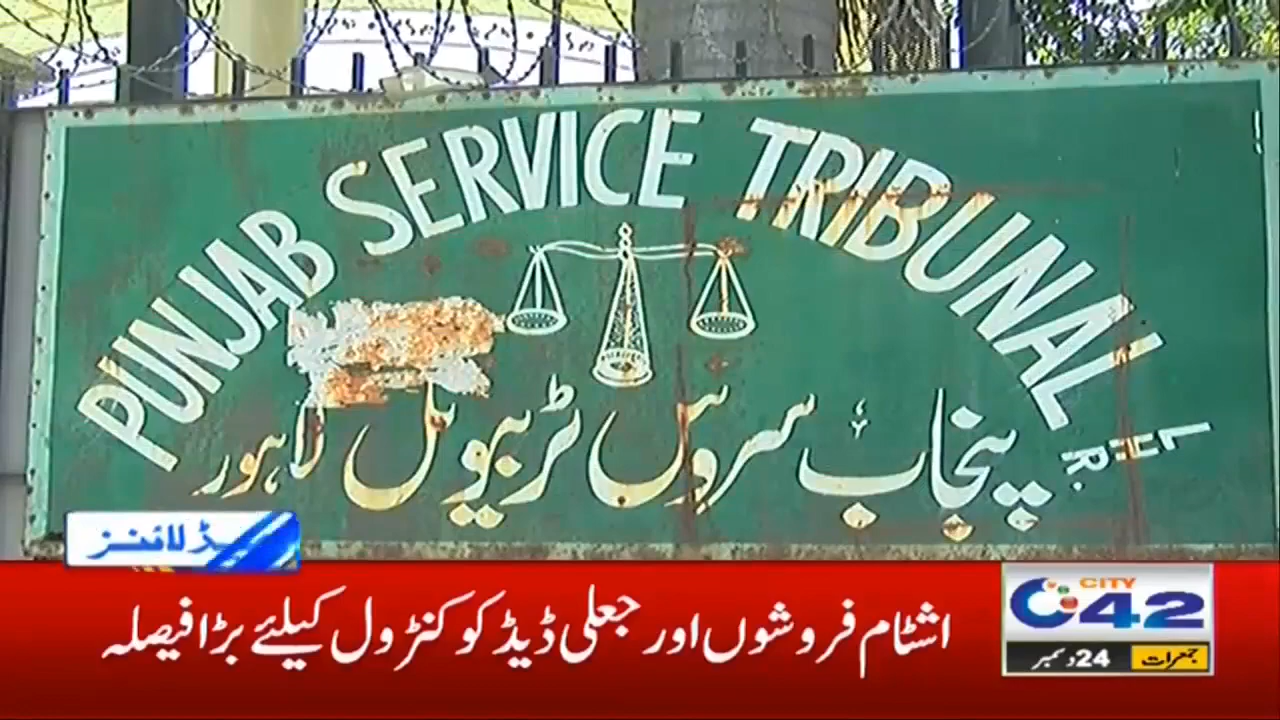 PUNJAB SERVICE TRIBUNAL LHR.
پنجاب سروس ٹربیونل لاہور
ہیڈلائنز
اشٹام فروشوں اور جعلی ڈیڈ کو کنٹرول کیلئے بڑا فیصلہ
CITY
42
جمعرات
24 دسمبر